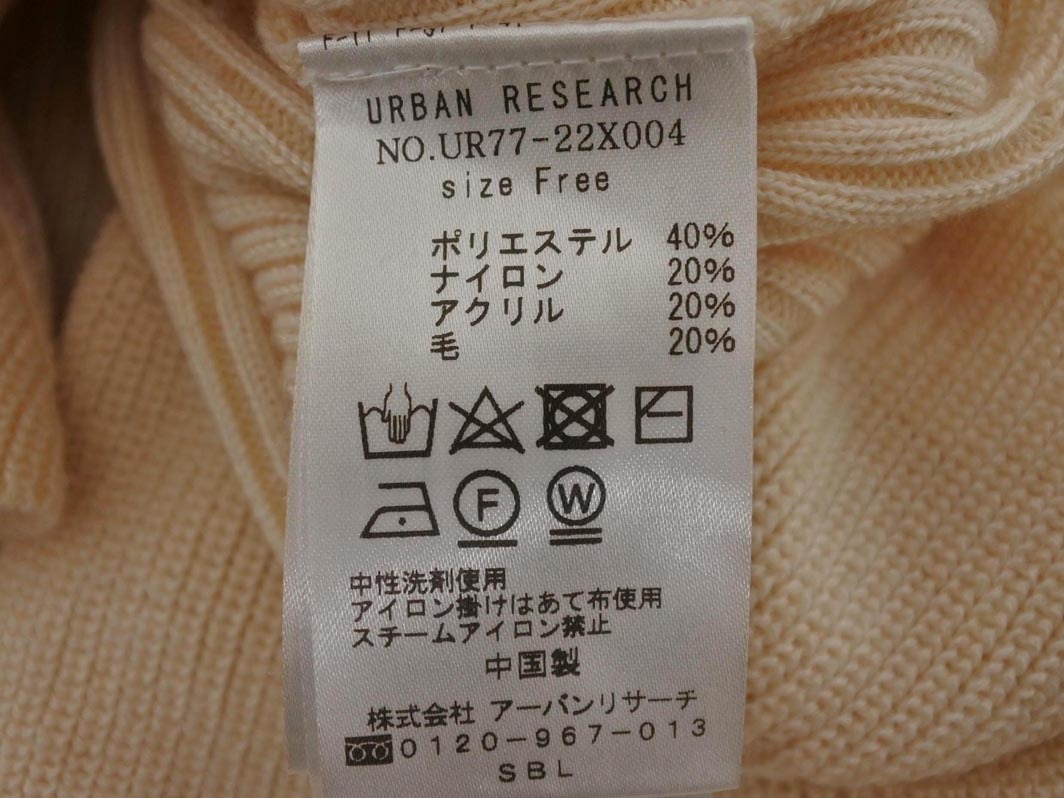 URBAN RESEARCH
NO.UR77-22X004
size Free
ポリエステル 40%
ナイロン 20%
アクリル 20%
毛 20%
F
W
中性洗剤使用
アイロン掛けはあて布使用
スチームアイロン禁止
中国製
株式会社 アーバンリサーチ
0120-967-013
SBL